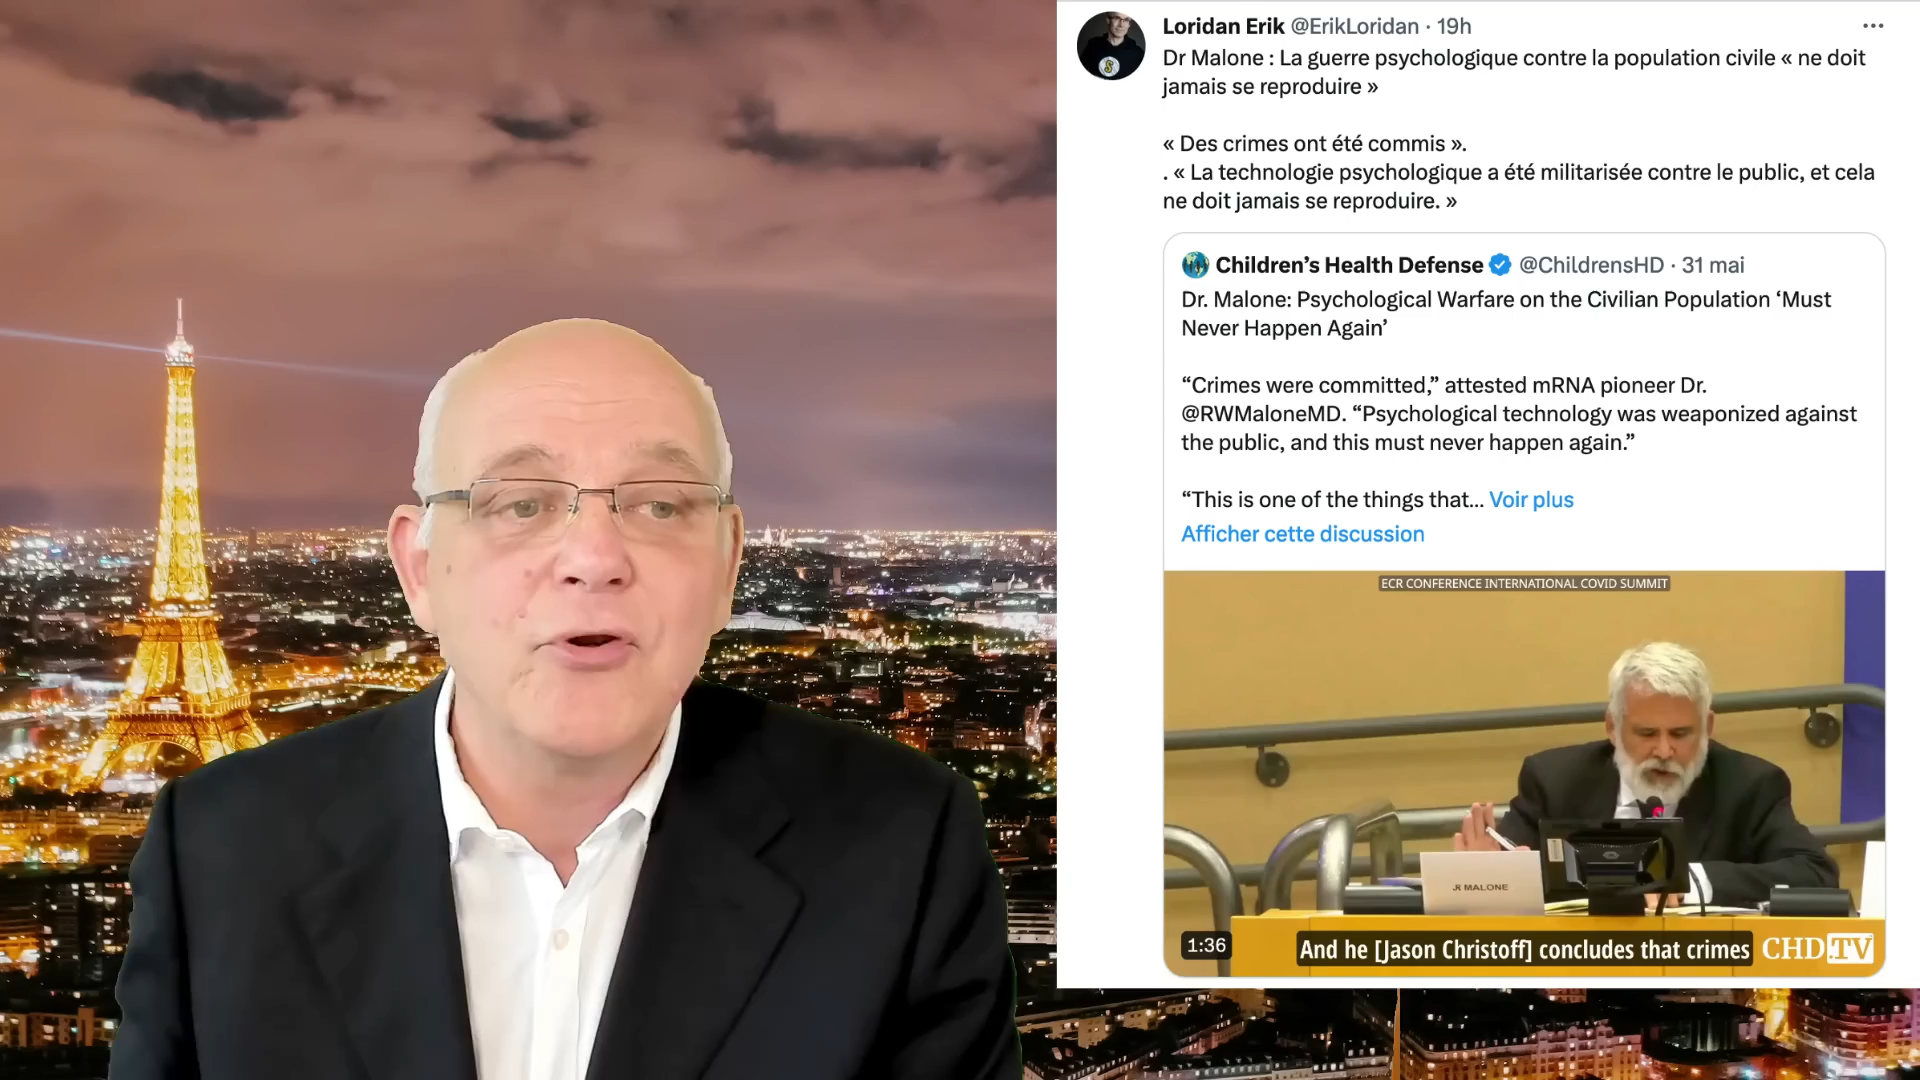 Loridan Erik @ErikLoridan · 19h
Dr Malone : La guerre psychologique contre la population civile « ne doit
jamais se reproduire »
« Des crimes ont été commis ».
. « La technologie psychologique a été militarisée contre le public, et cela
ne doit jamais se reproduire. »
Children’s Health Defense @ChildrensHD · 31 mai
Dr. Malone: Psychological Warfare on the Civilian Population ‘Must
Never Happen Again’
“Crimes were committed,” attested mRNA pioneer Dr.
@RWMaloneMD. “Psychological technology was weaponized against
the public, and this must never happen again.”
“This is one of the things that... Voir plus
Afficher cette discussion
ECR CONFERENCE INTERNATIONAL COVID SUMMIT
JR MALONE
1:36
And he [Jason Christoff] concludes that crimes
CHD.TV